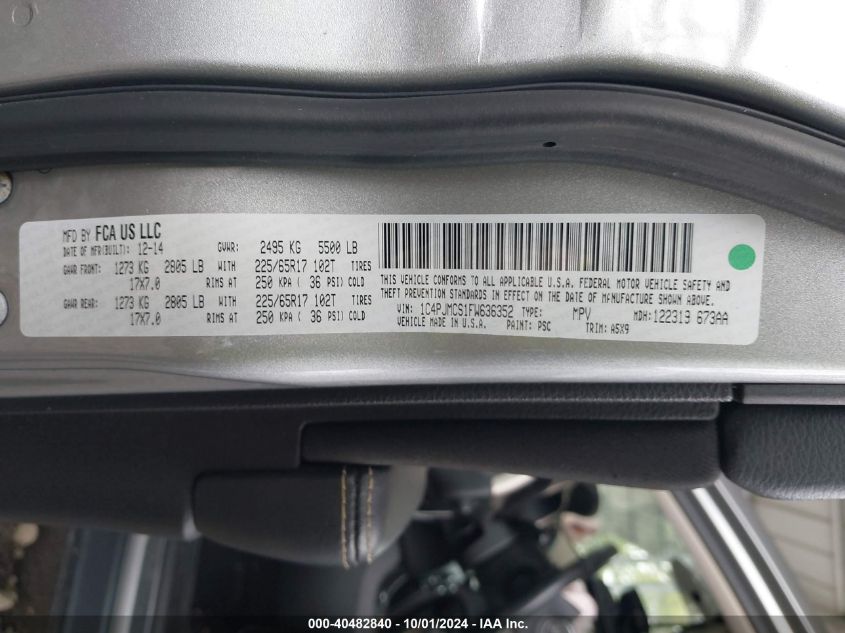 MFD BY FCA US LLC
DATE OF MFR(BUILT): 12-14 GVWR: 2495 KG 5500 LB
GAWR FRONT: 1273 KG 2805 LB WITH 225/65R17 102T TIRES
17X7.0 RIMS AT 250 KPA ( 36 PSI) COLD
GAWR REAR: 1273 KG 2805 LB WITH 225/65R17 102T TIRES
17X7.0 RIMS AT 250 KPA ( 36 PSI) COLD
THIS VEHICLE CONFORMS TO ALL APPLICABLE U.S.A. FEDERAL MOTOR VEHICLE SAFETY AND
THEFT PREVENTION STANDARDS IN EFFECT ON THE DATE OF MANUFACTURE SHOWN ABOVE.
VIN: 1C4PJMCS1FW636352 TYPE: MPV MDH:122319 673AA
VEHICLE MADE IN U.S.A. PAINT: PSC TRIM: A5X9
000-40482840 - 10/01/2024 - IAA Inc.